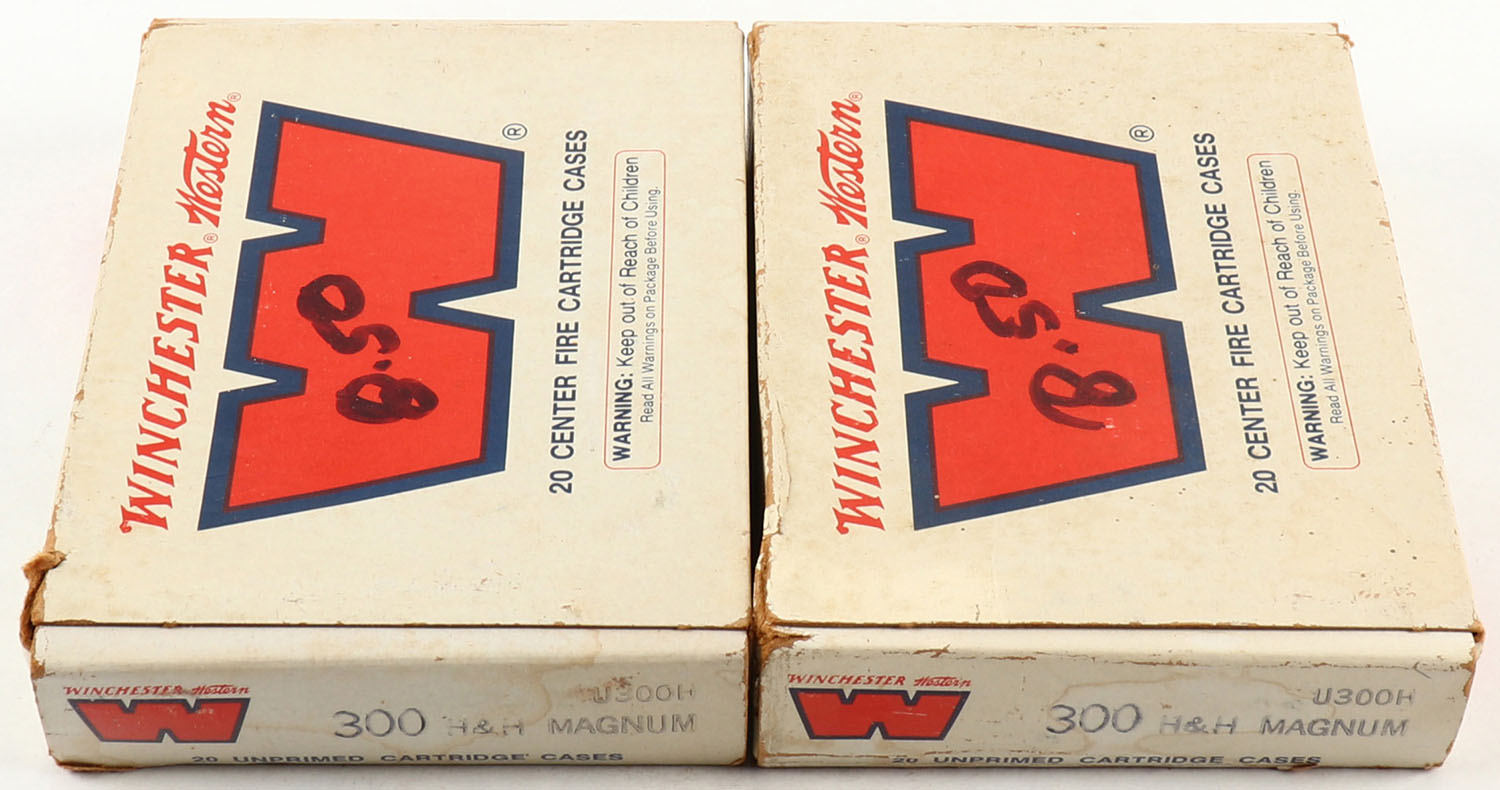 WINCHESTER® Western®
W®
8.50
20 CENTER FIRE CARTRIDGE CASES
WARNING: Keep out of Reach of Children
Read All Warnings on Package Before Using.
WINCHESTER Western
W
U300H
300 H&H MAGNUM
20 UNPRIMED CARTRIDGE CASES
WINCHESTER® Western®
W®
8.50
20 CENTER FIRE CARTRIDGE CASES
WARNING: Keep out of Reach of Children
Read All Warnings on Package Before Using.
WINCHESTER Western
W
U300H
300 H&H MAGNUM
20 UNPRIMED CARTRIDGE CASES